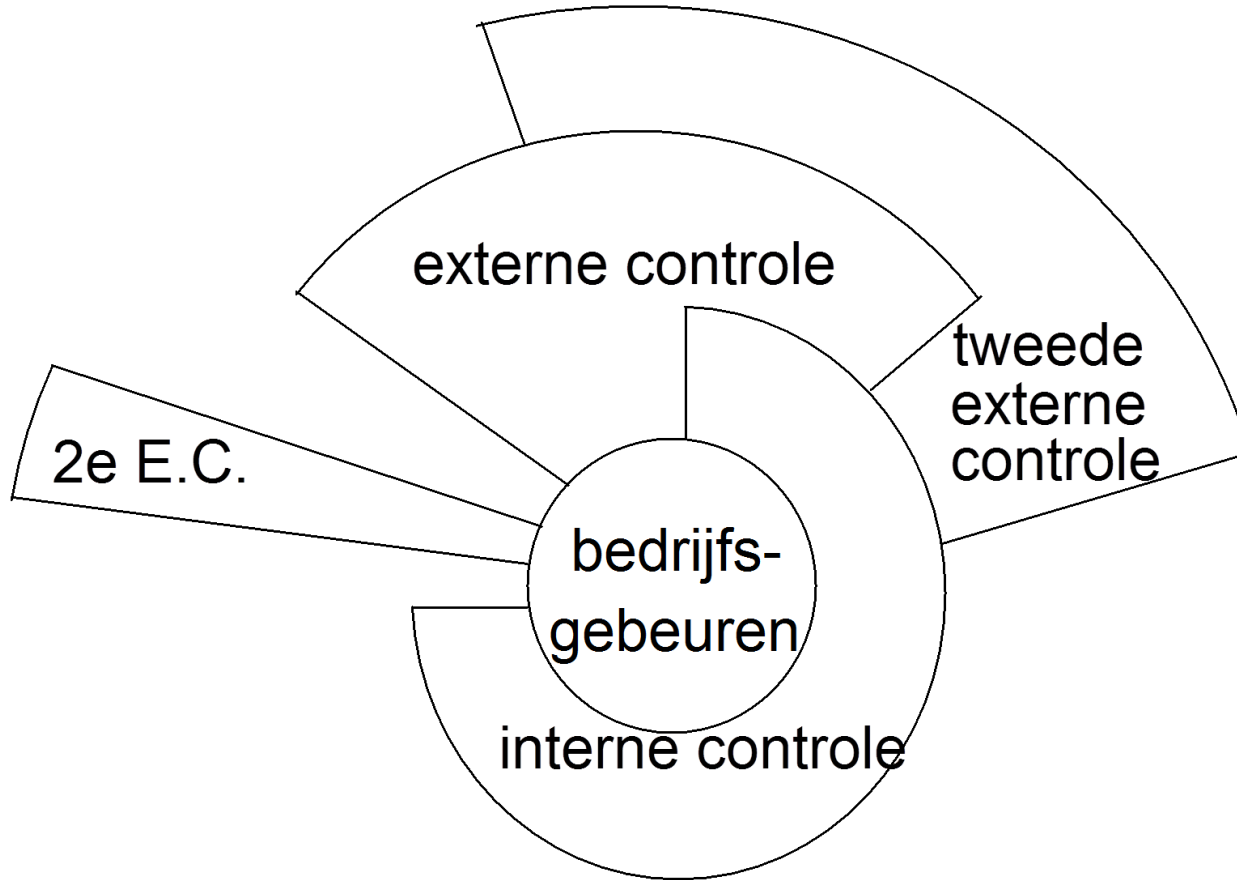 externe controle
tweede
externe
controle
2e E.C.
bedrijfs-
gebeuren
interne controle